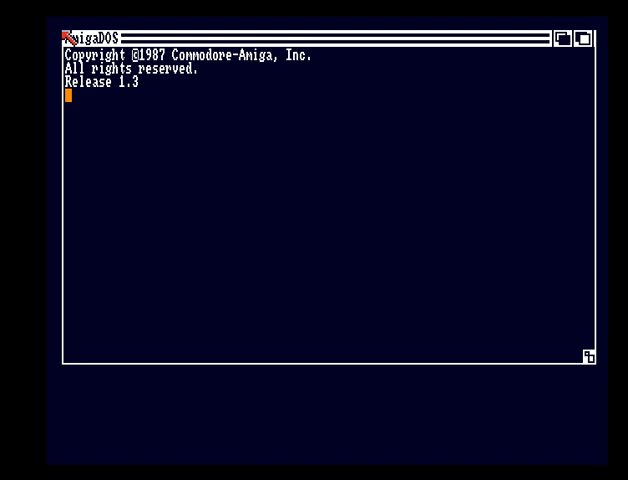 AmigaDOS
Copyright ©1987 Commodore-Amiga, Inc.
All rights reserved.
Release 1.3